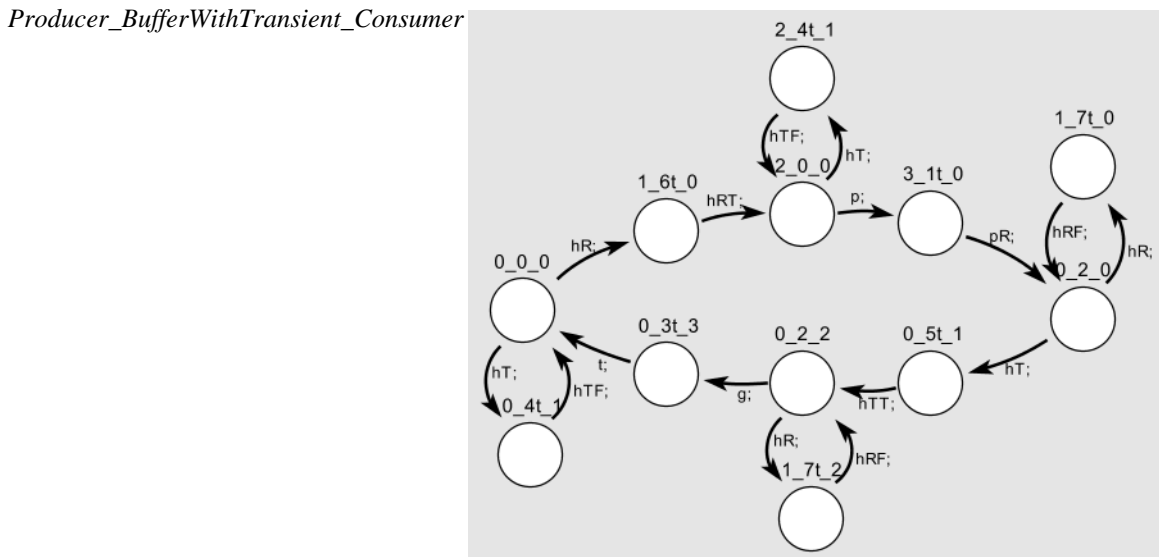 Producer_BufferWithTransient_Consumer
2_4t_1
1_7t_0
hTF;
hT;
2_0_0
1_6t_0
3_1t_0
hRT;
p;
pR;
hRF;
hR;
hR;
0_0_0
0_2_0
0_3t_3
0_2_2
0_5t_1
t;
hT;
hT;
hTF;
g;
hTT;
0_4t_1
hR;
hRF;
1_7t_2